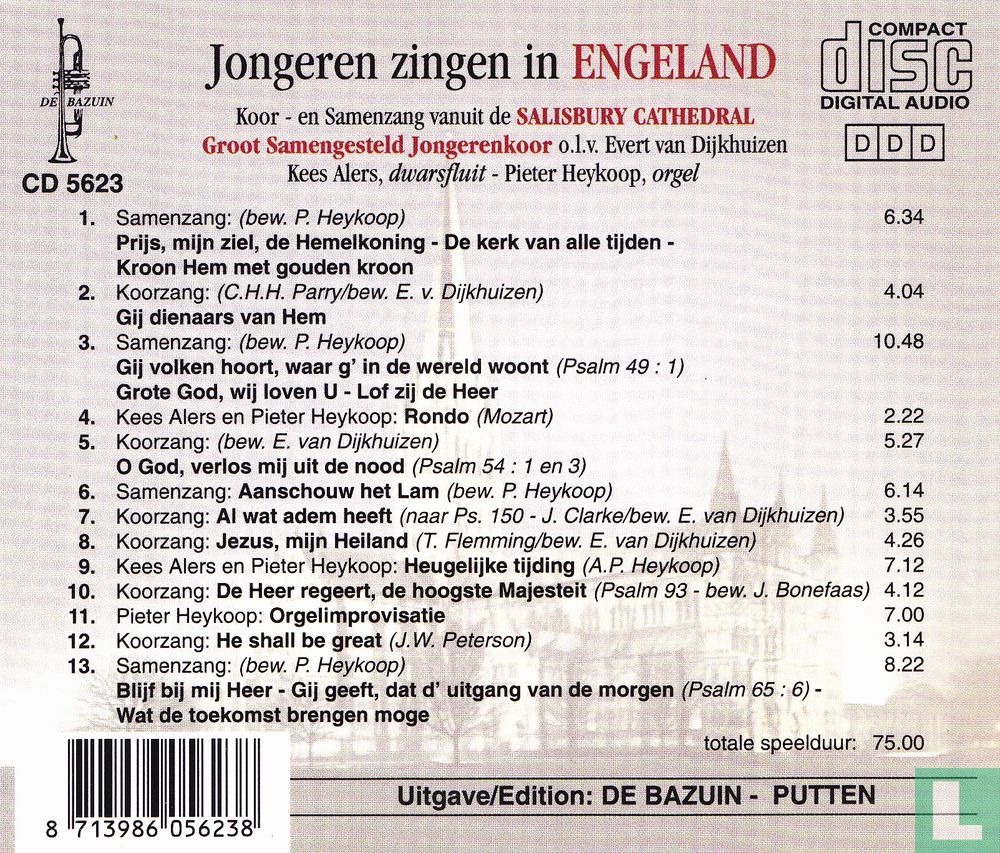 DE BAZUIN
CD 5623
Jongeren zingen in ENGELAND
Koor - en Samenzang vanuit de SALISBURY CATHEDRAL
Groot Samengesteld Jongerenkoor o.l.v. Evert van Dijkhuizen
Kees Alers, dwarsfluit - Pieter Heykoop, orgel
COMPACT
disc
DIGITAL AUDIO
DDD
1. Samenzang: (bew. P. Heykoop) 6.34
Prijs, mijn ziel, de Hemelkoning - De kerk van alle tijden -
Kroon Hem met gouden kroon
2. Koorzang: (C.H.H. Parry/bew. E. v. Dijkhuizen) 4.04
Gij dienaars van Hem
3. Samenzang: (bew. P. Heykoop) 10.48
Gij volken hoort, waar g' in de wereld woont (Psalm 49 : 1)
Grote God, wij loven U - Lof zij de Heer
4. Kees Alers en Pieter Heykoop: Rondo (Mozart) 2.22
5. Koorzang: (bew. E. van Dijkhuizen) 5.27
O God, verlos mij uit de nood (Psalm 54 : 1 en 3)
6. Samenzang: Aanschouw het Lam (bew. P. Heykoop) 6.14
7. Koorzang: Al wat adem heeft (naar Ps. 150 - J. Clarke/bew. E. van Dijkhuizen) 3.55
8. Koorzang: Jezus, mijn Heiland (T. Flemming/bew. E. van Dijkhuizen) 4.26
9. Kees Alers en Pieter Heykoop: Heugelijke tijding (A.P. Heykoop) 7.12
10. Koorzang: De Heer regeert, de hoogste Majesteit (Psalm 93 - bew. J. Bonefaas) 4.12
11. Pieter Heykoop: Orgelimprovisatie 7.00
12. Koorzang: He shall be great (J.W. Peterson) 3.14
13. Samenzang: (bew. P. Heykoop) 8.22
Blijf bij mij Heer - Gij geeft, dat d' uitgang van de morgen (Psalm 65 : 6) -
Wat de toekomst brengen moge
totale speelduur: 75.00
8 713986 056238
Uitgave/Edition: DE BAZUIN - PUTTEN
L